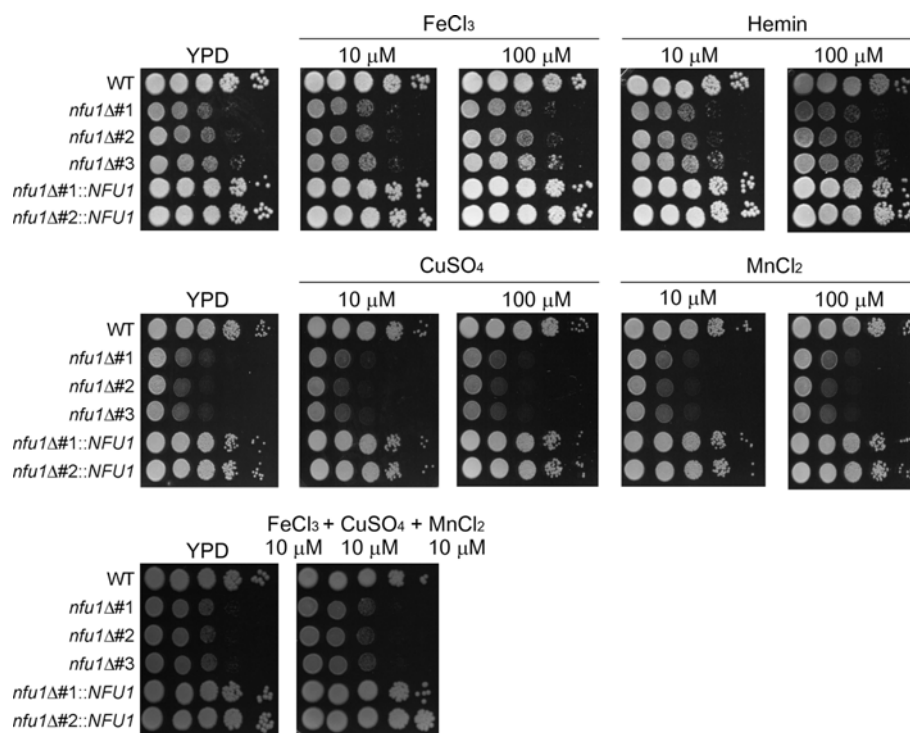 FeCl₃ Hemin
YPD 10 μM 100 μM 10 μM 100 μM
WT
nfu1Δ#1
nfu1Δ#2
nfu1Δ#3
nfu1Δ#1::NFU1
nfu1Δ#2::NFU1
CuSO₄ MnCl₂
YPD 10 μM 100 μM 10 μM 100 μM
WT
nfu1Δ#1
nfu1Δ#2
nfu1Δ#3
nfu1Δ#1::NFU1
nfu1Δ#2::NFU1
FeCl₃ + CuSO₄ + MnCl₂
YPD 10 μM 10 μM 10 μM
WT
nfu1Δ#1
nfu1Δ#2
nfu1Δ#3
nfu1Δ#1::NFU1
nfu1Δ#2::NFU1